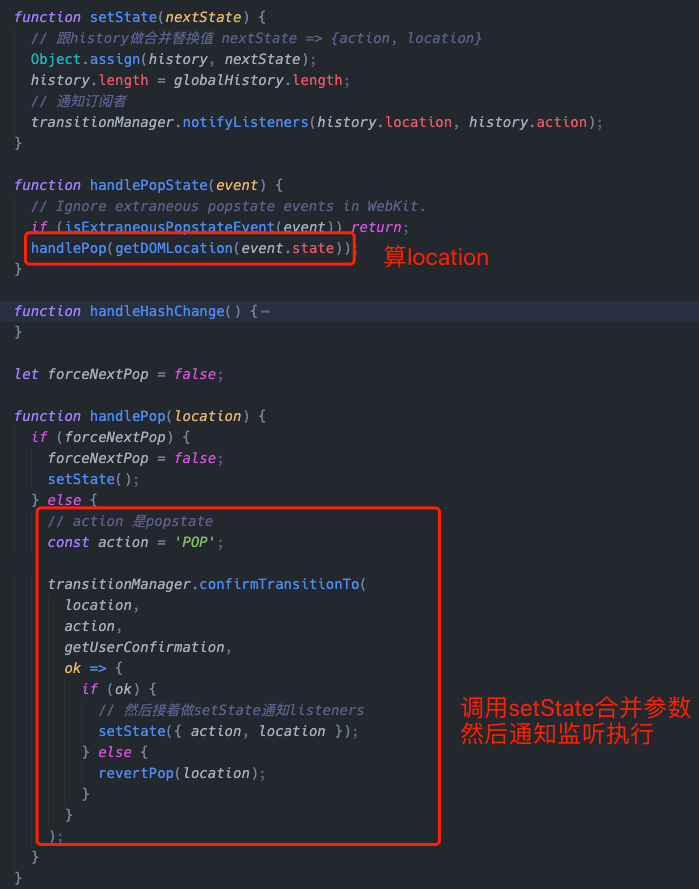 function setState(nextState) {
// 跟history做合并替换值 nextState => {action, location}
Object.assign(history, nextState);
history.length = globalHistory.length;
// 通知订阅者
transitionManager.notifyListeners(history.location, history.action);
}
function handlePopState(event) {
// Ignore extraneous popstate events in WebKit.
if (isExtraneousPopstateEvent(event)) return;
handlePop(getDOMLocation(event.state));
算location
}
function handleHashChange() {…
}
let forceNextPop = false;
function handlePop(location) {
if (forceNextPop) {
forceNextPop = false;
setState();
} else {
// action 是popstate
const action = 'POP';
transitionManager.confirmTransitionTo(
location,
action,
getUserConfirmation,
ok => {
if (ok) {
// 然后接着做setState通知listeners
setState({ action, location });
} else {
revertPop(location);
}
}
);
}
}
调用setState合并参数
然后通知监听执行